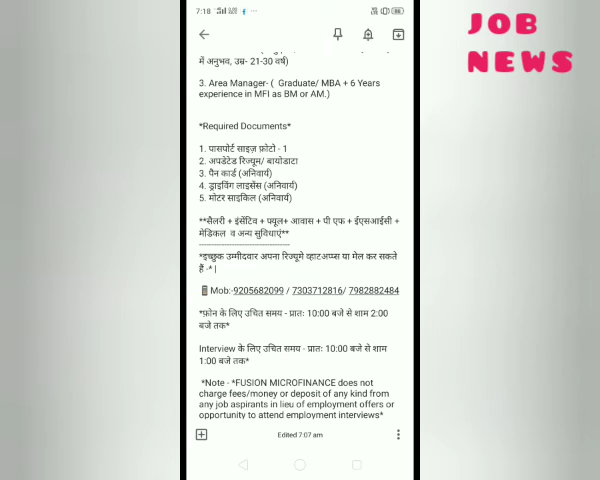 7:18
JOB
NEWS
में अनुभव, उम्र- 21-30 वर्ष)
3. Area Manager- ( Graduate/ MBA + 6 Years
experience in MFI as BM or AM.)
*Required Documents*
1. पासपोर्ट साइज़ फ़ोटो - 1
2. अपडेटेड रिज्यूम/ बायोडाटा
3. पैन कार्ड (अनिवार्य)
4. ड्राइविंग लाइसेंस (अनिवार्य)
5. मोटर साइकिल (अनिवार्य)
**सैलरी + इंसेंटिव + फ्यूल+ आवास + पी एफ + ईएसआईसी +
मेडिकल व अन्य सुविधाएं**
-----------------------------------
*इच्छुक उम्मीदवार अपना रिज्यूमे व्हाटअप्प्स या मेल कर सकते
हैं -* |
Mob:-9205682099 / 7303712816/ 7982882484
*फ़ोन के लिए उचित समय - प्रातः 10:00 बजे से शाम 2:00
बजे तक*
Interview के लिए उचित समय - प्रातः 10:00 बजे से शाम
1:00 बजे तक*
*Note - *FUSION MICROFINANCE does not
charge fees/money or deposit of any kind from
any job aspirants in lieu of employment offers or
opportunity to attend employment interviews*
Edited 7:07 am